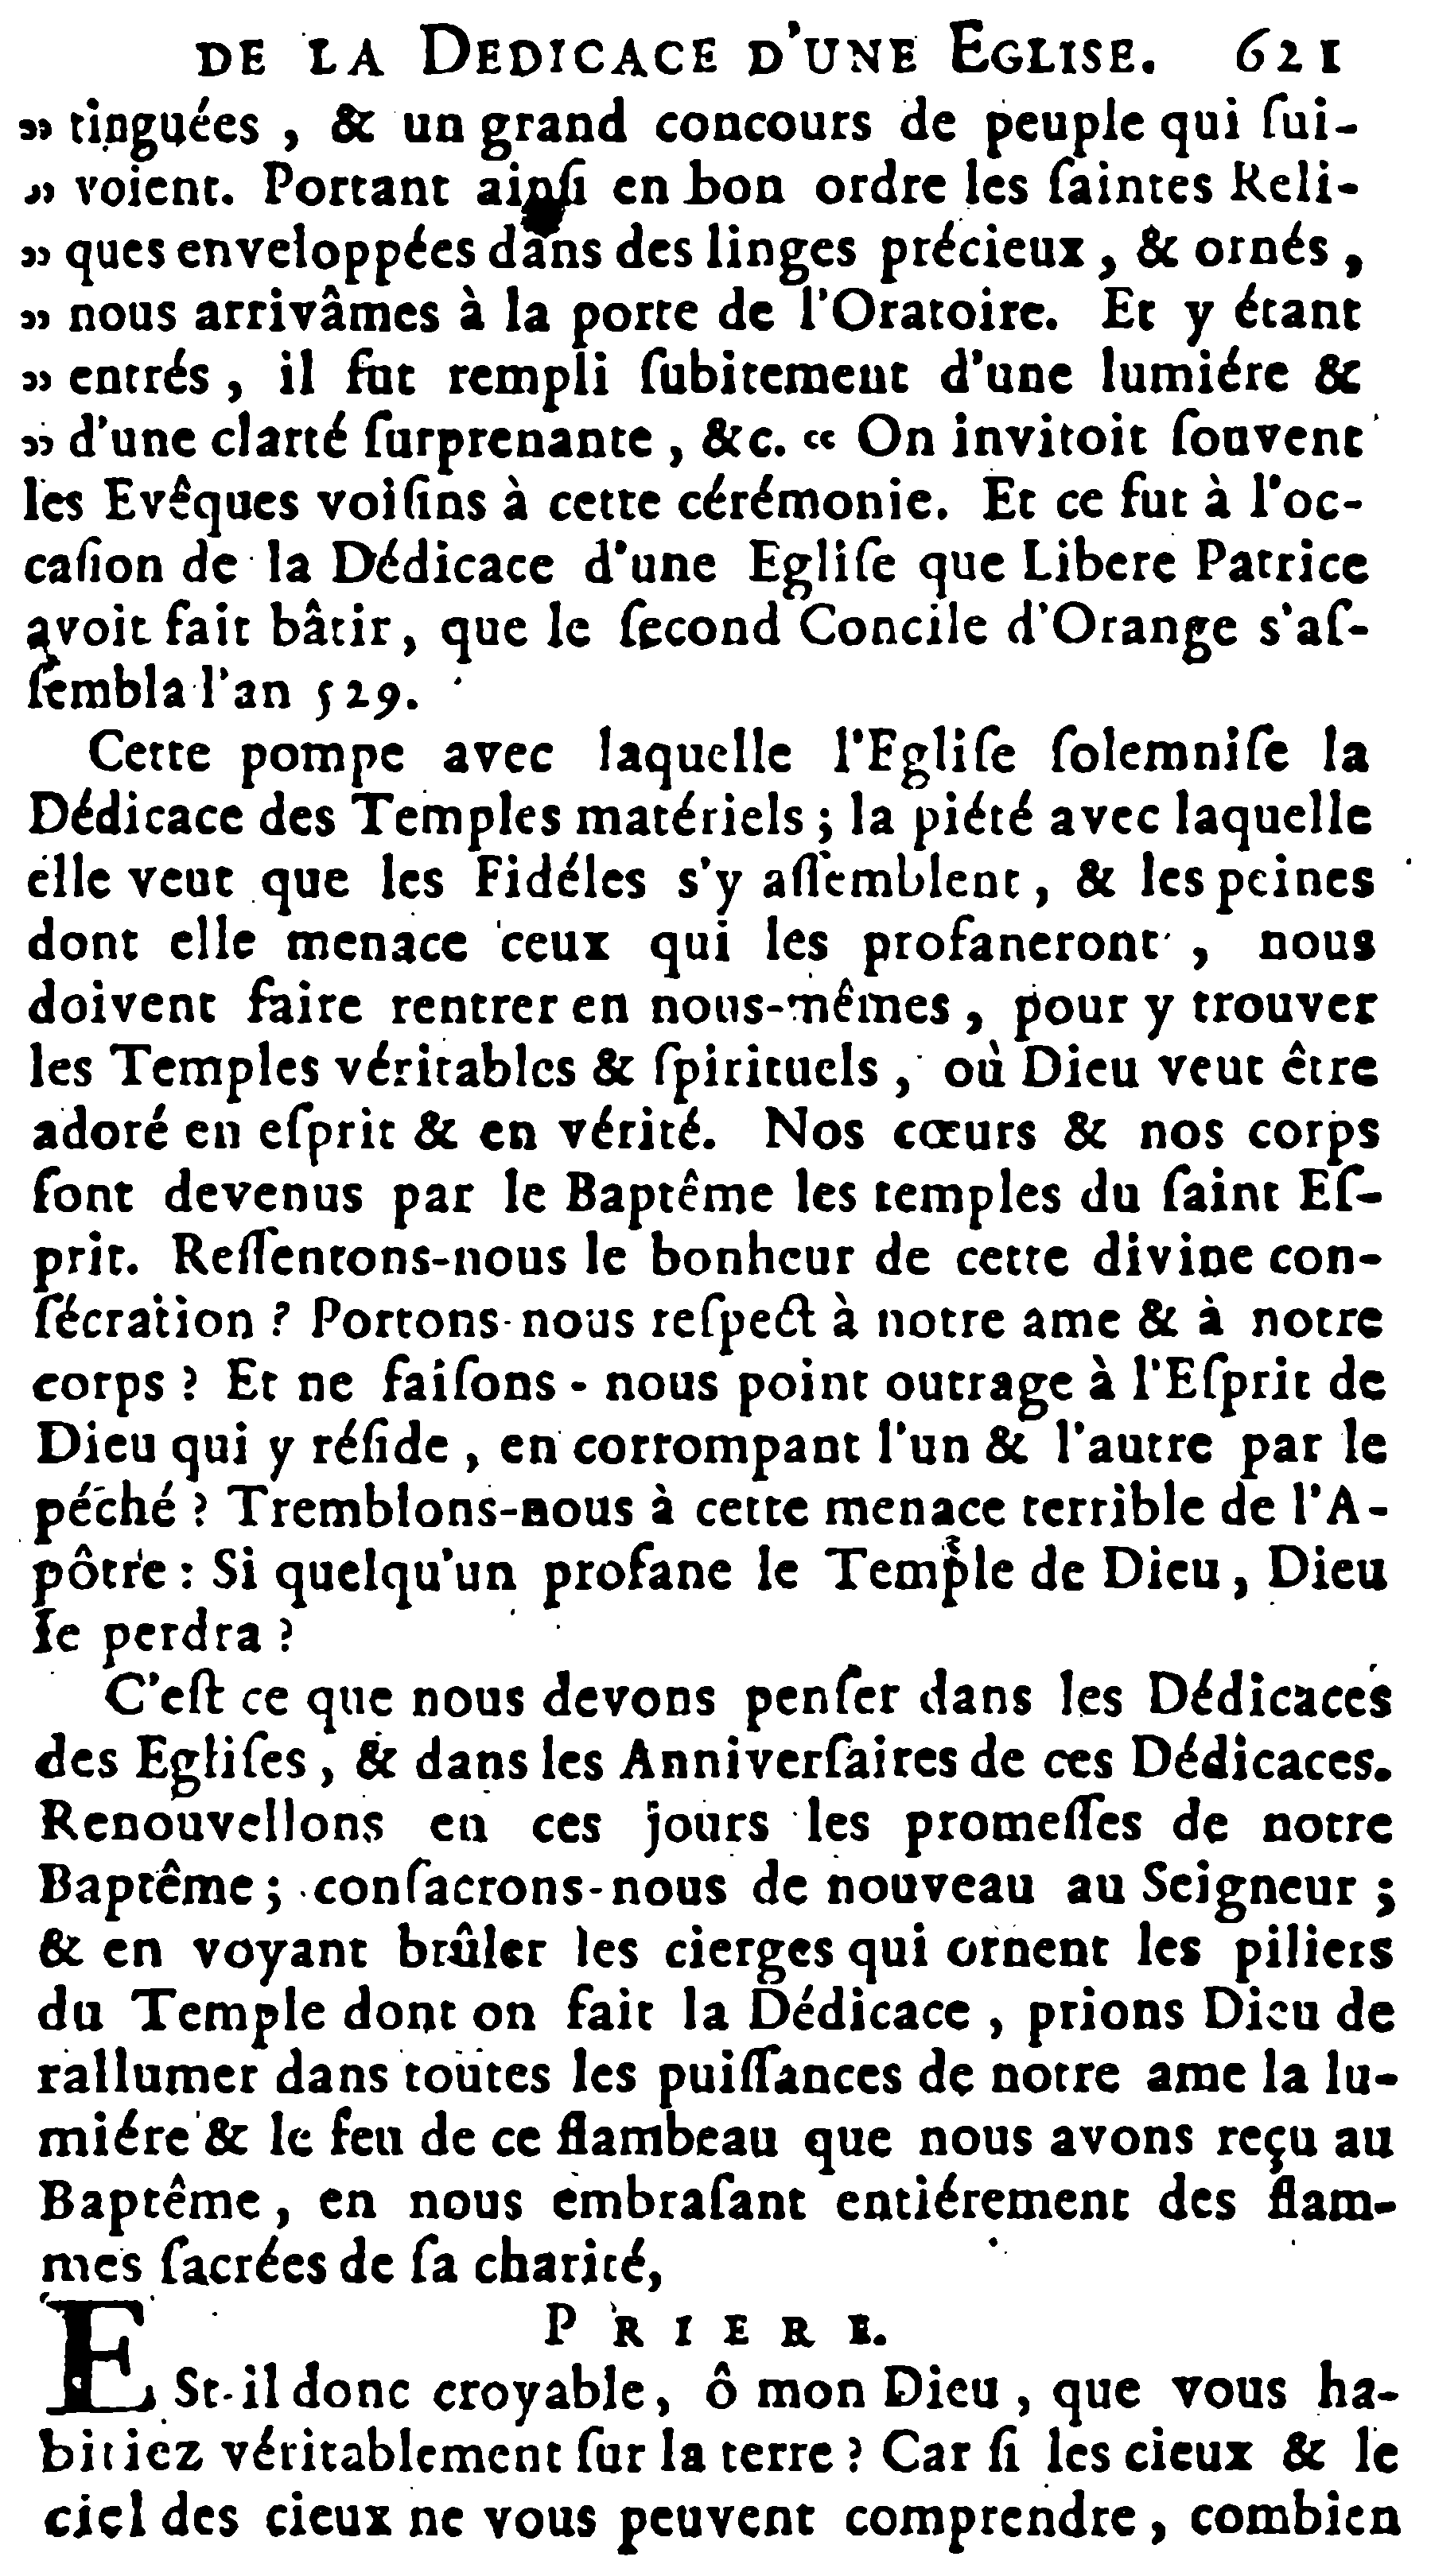 DE LA DEDICACE D'UNE EGLISE. 621
„ tinguées , & un grand concours de peuple qui ſui-
„ voient. Portant ainſi en bon ordre les ſaintes Reli-
„ ques enveloppées dans des linges précieux , & ornés ,
„ nous arrivâmes à la porte de l'Oratoire. Et y étant
„ entrés , il fut rempli ſubitement d'une lumiére &
„ d'une clarté ſurprenante , &c. “ On invitoit ſouvent
les Evêques voiſins à cette cérémonie. Et ce fut à l'oc-
caſion de la Dédicace d'une Egliſe que Libere Patrice
avoit fait bâtir, que le ſecond Concile d'Orange s'aſ-
ſembla l'an 529.
Cette pompe avec laquelle l'Egliſe ſolemniſe la
Dédicace des Temples matériels ; la piété avec laquelle
elle veut que les Fidéles s'y aſſemblent , & les peines
dont elle menace ceux qui les profaneront , nous
doivent faire rentrer en nous-mêmes , pour y trouver
les Temples véritables & ſpirituels , où Dieu veut être
adoré en eſprit & en vérité. Nos cœurs & nos corps
ſont devenus par le Baptême les temples du ſaint Eſ-
prit. Reſſentons-nous le bonheur de cette divine con-
ſécration ? Portons-nous reſpect à notre ame & à notre
corps ? Et ne faiſons - nous point outrage à l'Eſprit de
Dieu qui y réſide , en corrompant l'un & l'autre par le
péché ? Tremblons-nous à cette menace terrible de l'A-
pôtre : Si quelqu'un profane le Temple de Dieu , Dieu
le perdra ?
C'eſt ce que nous devons penſer dans les Dédicaces
des Egliſes , & dans les Anniverſaires de ces Dédicaces.
Renouvellons en ces jours les promeſſes de notre
Baptême ; conſacrons-nous de nouveau au Seigneur ;
& en voyant brûler les cierges qui ornent les piliers
du Temple dont on fait la Dédicace , prions Dieu de
rallumer dans toutes les puiſſances de notre ame la lu-
miére & le feu de ce flambeau que nous avons reçu au
Baptême , en nous embraſant entiérement des flam-
mes ſacrées de ſa charité,
PRIERE.
ESt-il donc croyable, ô mon Dieu , que vous ha-
bitiez véritablement ſur la terre ? Car ſi les cieux & le
ciel des cieux ne vous peuvent comprendre , combien